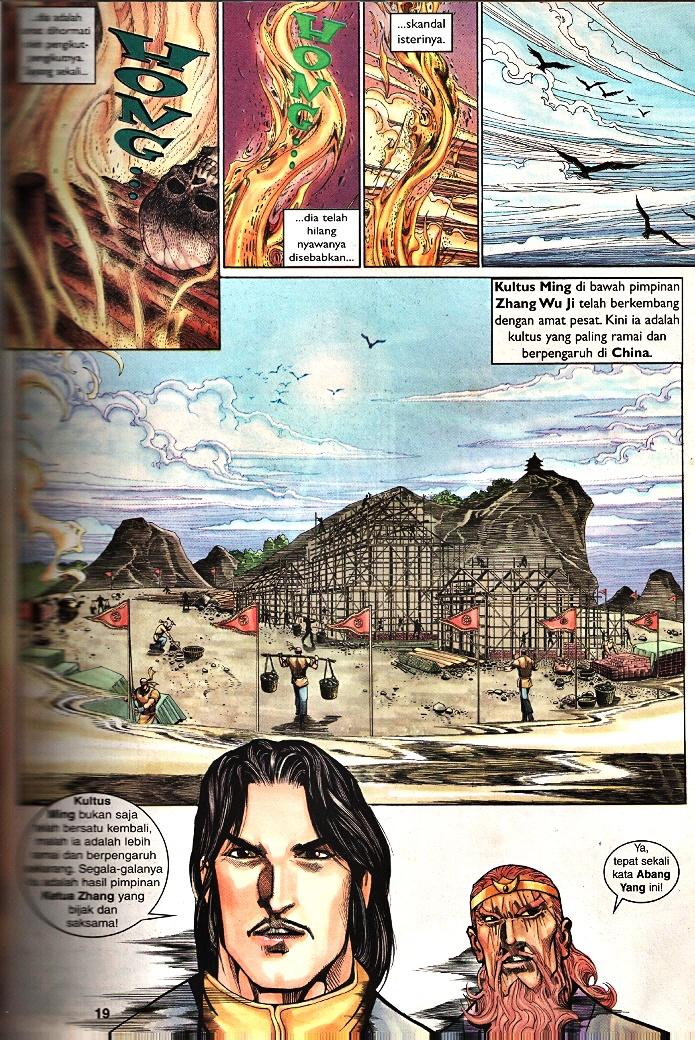 ...dia adalah
dihormati
pengikut-
pengikutnya.
sekali...
HONG...
HONG...
...dia telah
hilang
nyawanya
disebabkan...
...skandal
isterinya.
Kultus Ming di bawah pimpinan
Zhang Wu Ji telah berkembang
dengan amat pesat. Kini ia adalah
kultus yang paling ramai dan
berpengaruh di China.
Kultus
Ming bukan saja
telah bersatu kembali,
malah ia adalah lebih
ramai dan berpengaruh
sekarang. Segala-galanya
adalah hasil pimpinan
Ketua Zhang yang
bijak dan
saksama!
Ya,
tepat sekali
kata Abang
Yang ini!
19